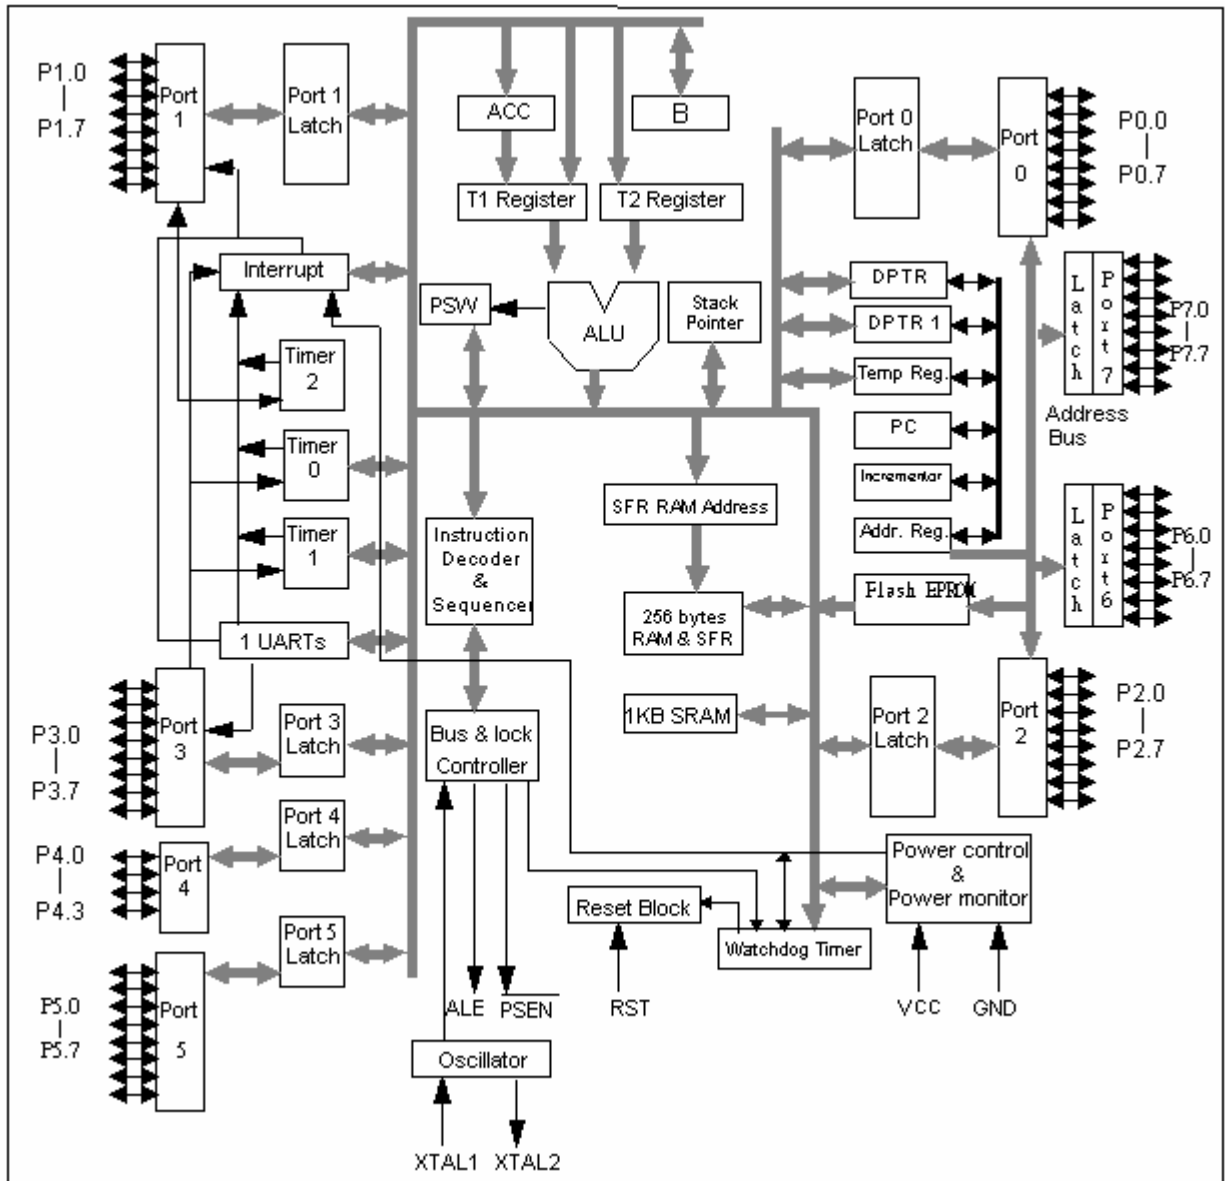 P1.0
|
P1.7
Port
1
Port 1
Latch
ACC
B
T1 Register
T2 Register
Port 0
Latch
Port
0
P0.0
|
P0.7
Interrupt
PSW
ALU
Stack
Pointer
DPTR
DPTR 1
Temp Reg.
PC
Incrementor
Addr. Reg.
Latch
Port 7
P7.0
|
P7.7
Address
Bus
Timer
2
Timer
0
Timer
1
1 UARTs
Instruction
Decoder
&
Sequencer
SFR RAM Address
256 bytes
RAM & SFR
Flash EPROM
Latch
Port6
P6.0
|
P6.7
1KB SRAM
Port 2
Latch
Port
2
P2.0
|
P2.7
P3.0
|
P3.7
Port
3
Port 3
Latch
Bus & lock
Controller
P4.0
|
P4.3
Port
4
Port 4
Latch
P5.0
|
P5.7
Port
5
Port 5
Latch
Reset Block
Watchdog Timer
Power control
&
Power monitor
ALE
PSEN
RST
VCC
GND
Oscillator
XTAL1
XTAL2